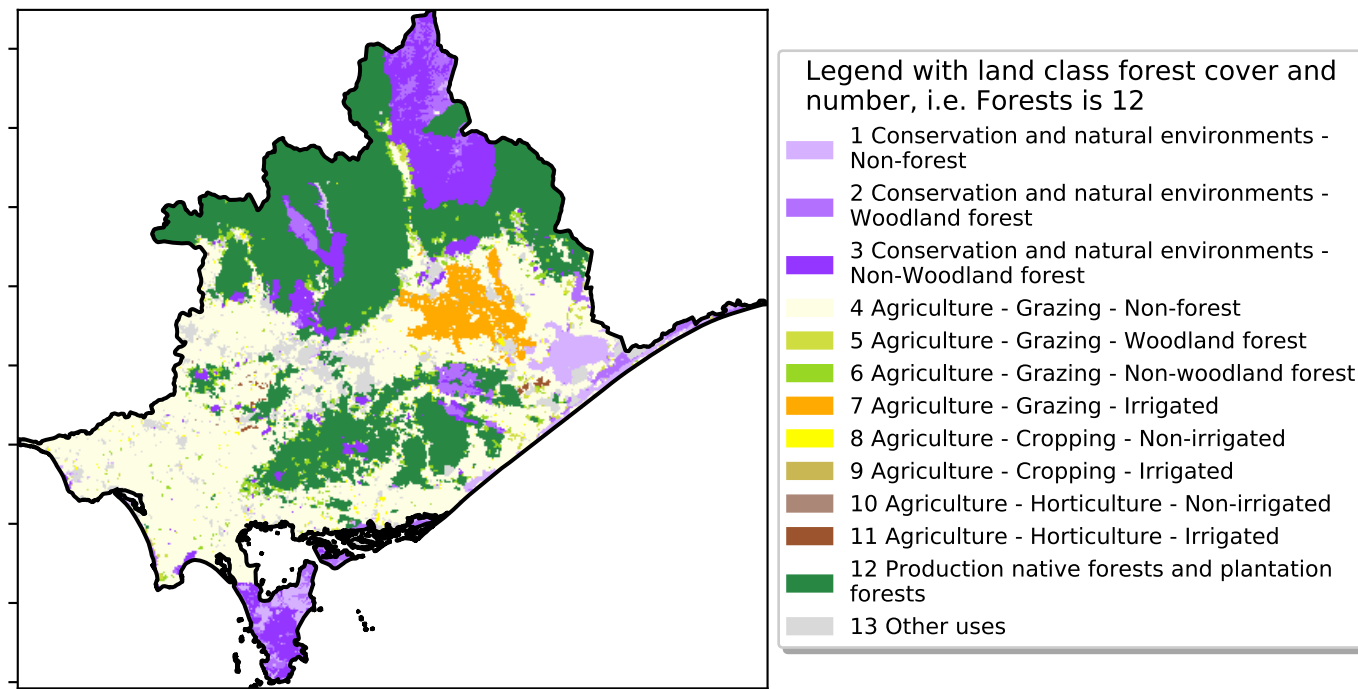 Legend with land class forest cover and
number, i.e. Forests is 12
1 Conservation and natural environments -
Non-forest
2 Conservation and natural environments -
Woodland forest
3 Conservation and natural environments -
Non-Woodland forest
4 Agriculture - Grazing - Non-forest
5 Agriculture - Grazing - Woodland forest
6 Agriculture - Grazing - Non-woodland forest
7 Agriculture - Grazing - Irrigated
8 Agriculture - Cropping - Non-irrigated
9 Agriculture - Cropping - Irrigated
10 Agriculture - Horticulture - Non-irrigated
11 Agriculture - Horticulture - Irrigated
12 Production native forests and plantation
forests
13 Other uses